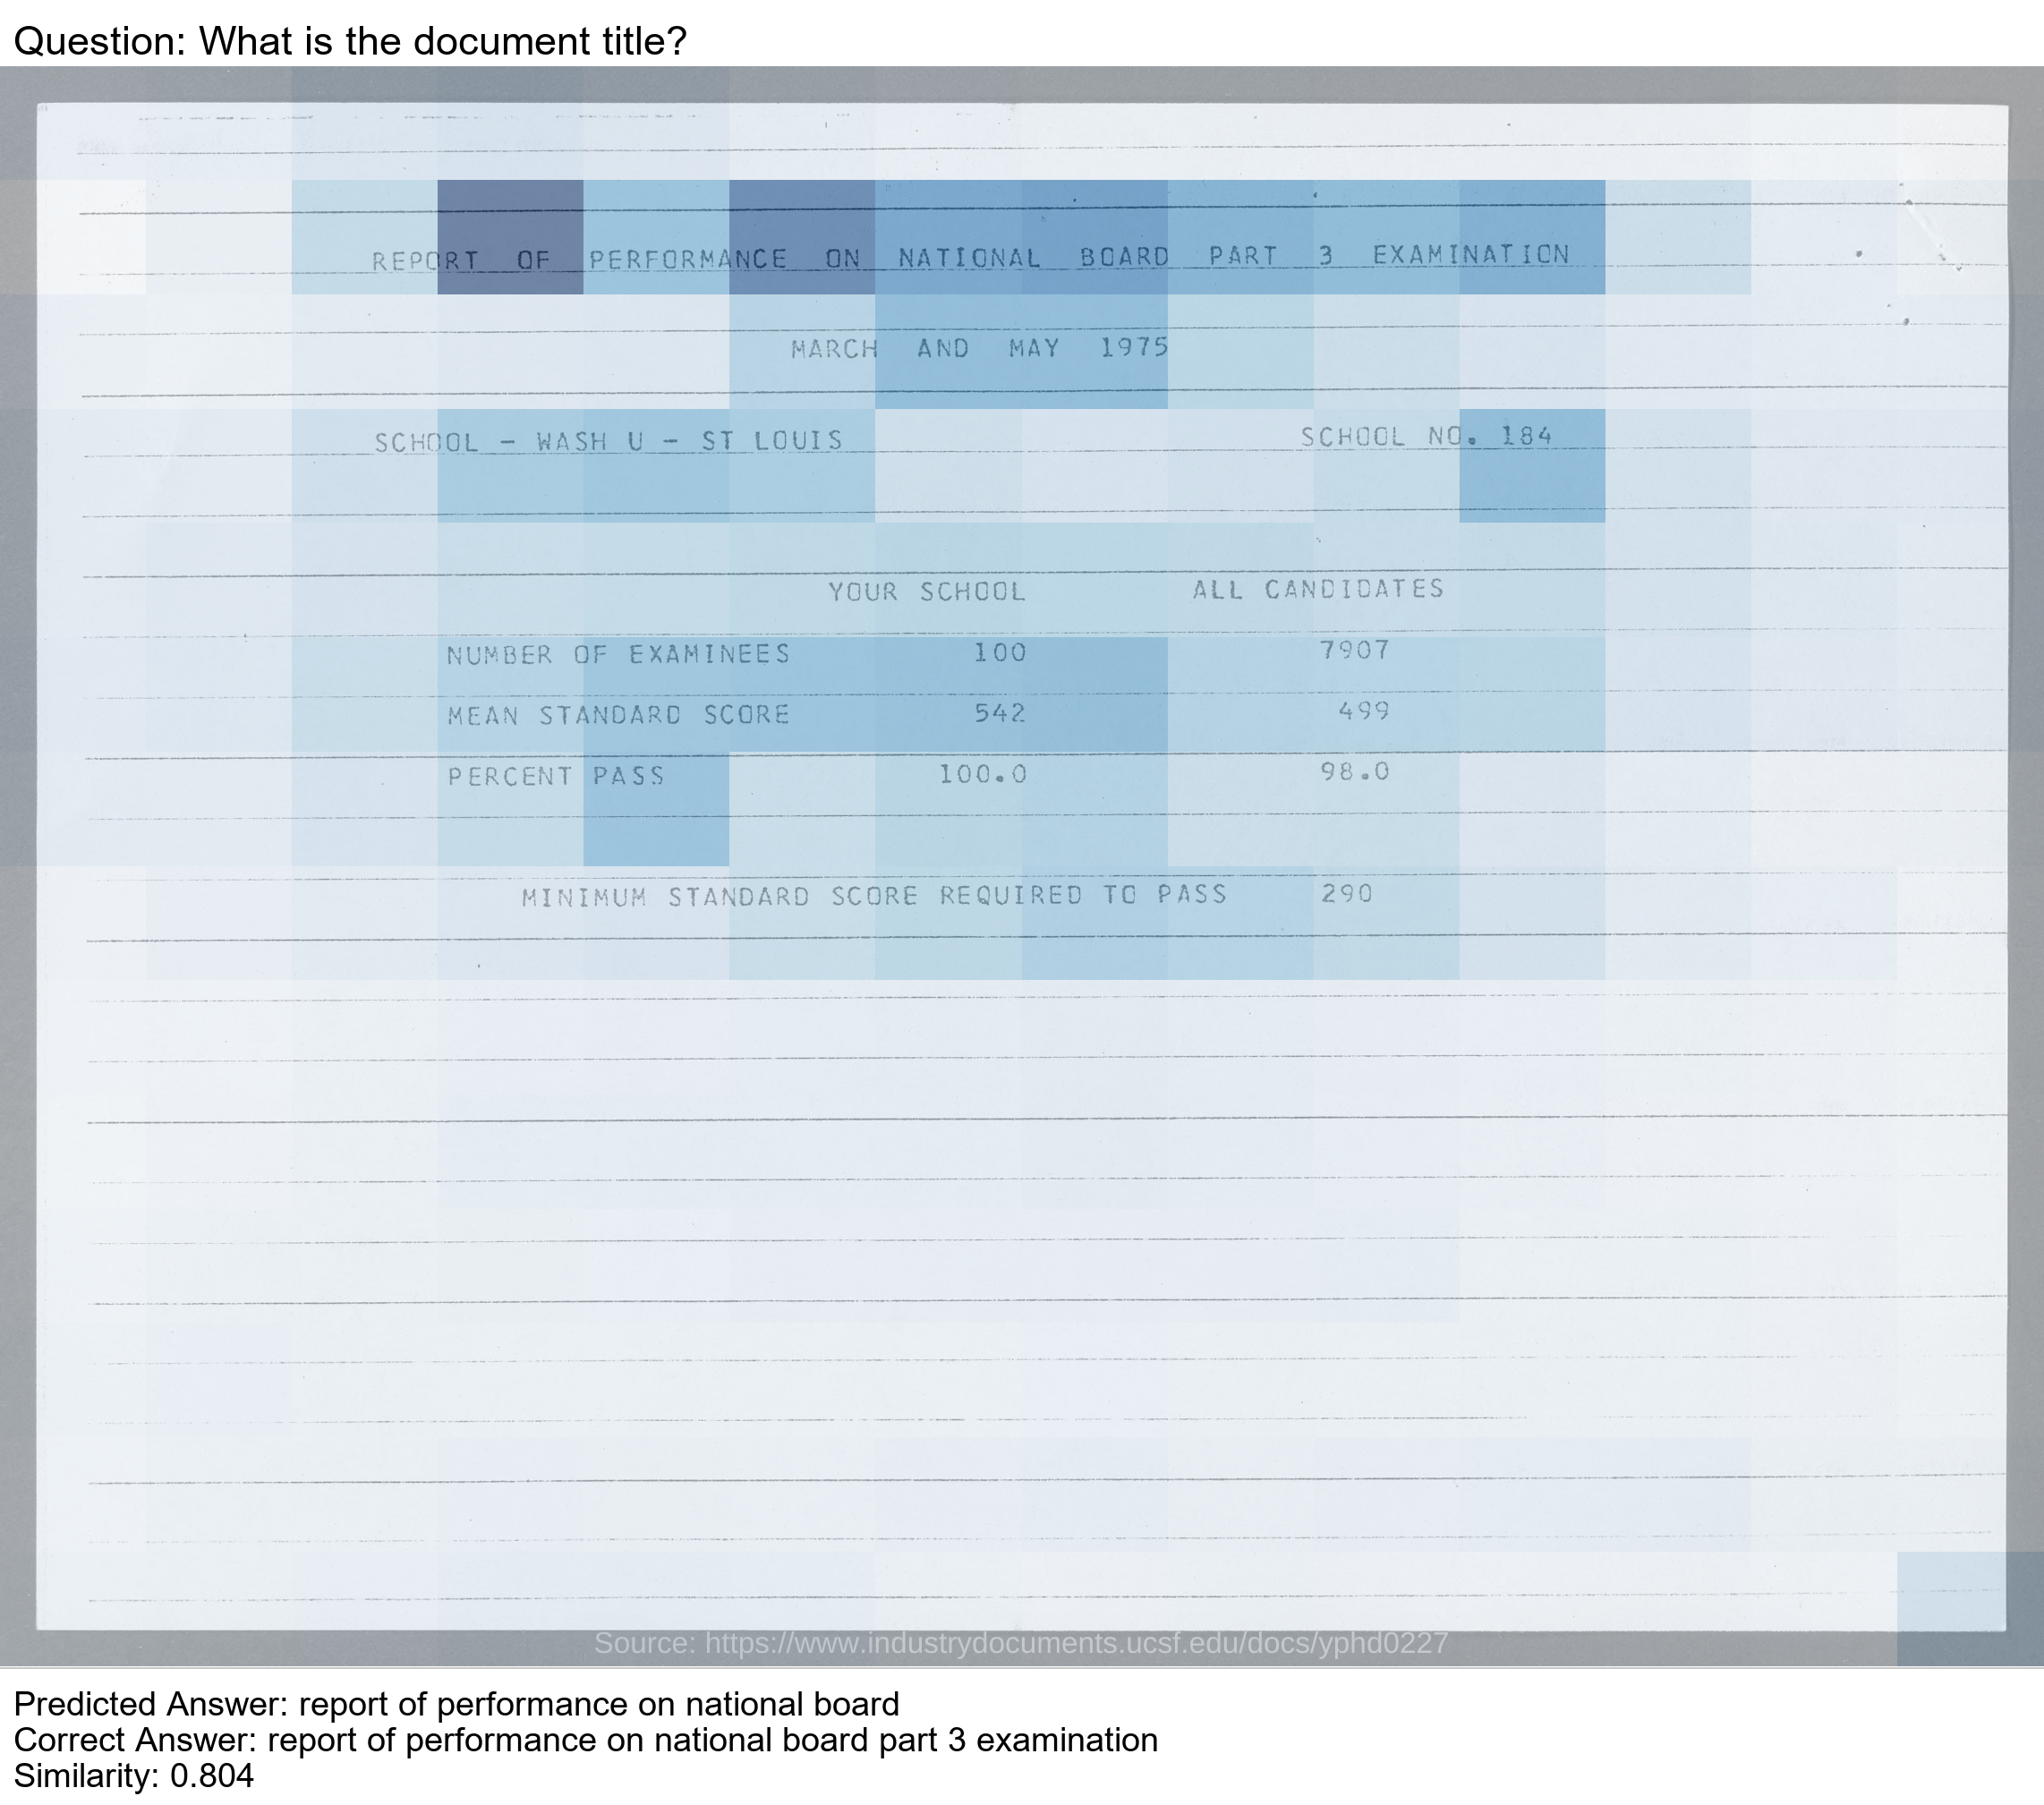 Question: What is the document title?
REPORT OF PERFORMANCE ON NATIONAL BOARD PART 3 EXAMINATION
MARCH AND MAY 1975
SCHOOL - WASH U - ST LOUIS SCHOOL NO. 184
YOUR SCHOOL ALL CANDIDATES
NUMBER OF EXAMINEES 100 7907
MEAN STANDARD SCORE 542 499
PERCENT PASS 100.0 98.0
MINIMUM STANDARD SCORE REQUIRED TO PASS 290
Source: https://www.industrydocuments.ucsf.edu/docs/yphd0227
Predicted Answer: report of performance on national board
Correct Answer: report of performance on national board part 3 examination
Similarity: 0.804